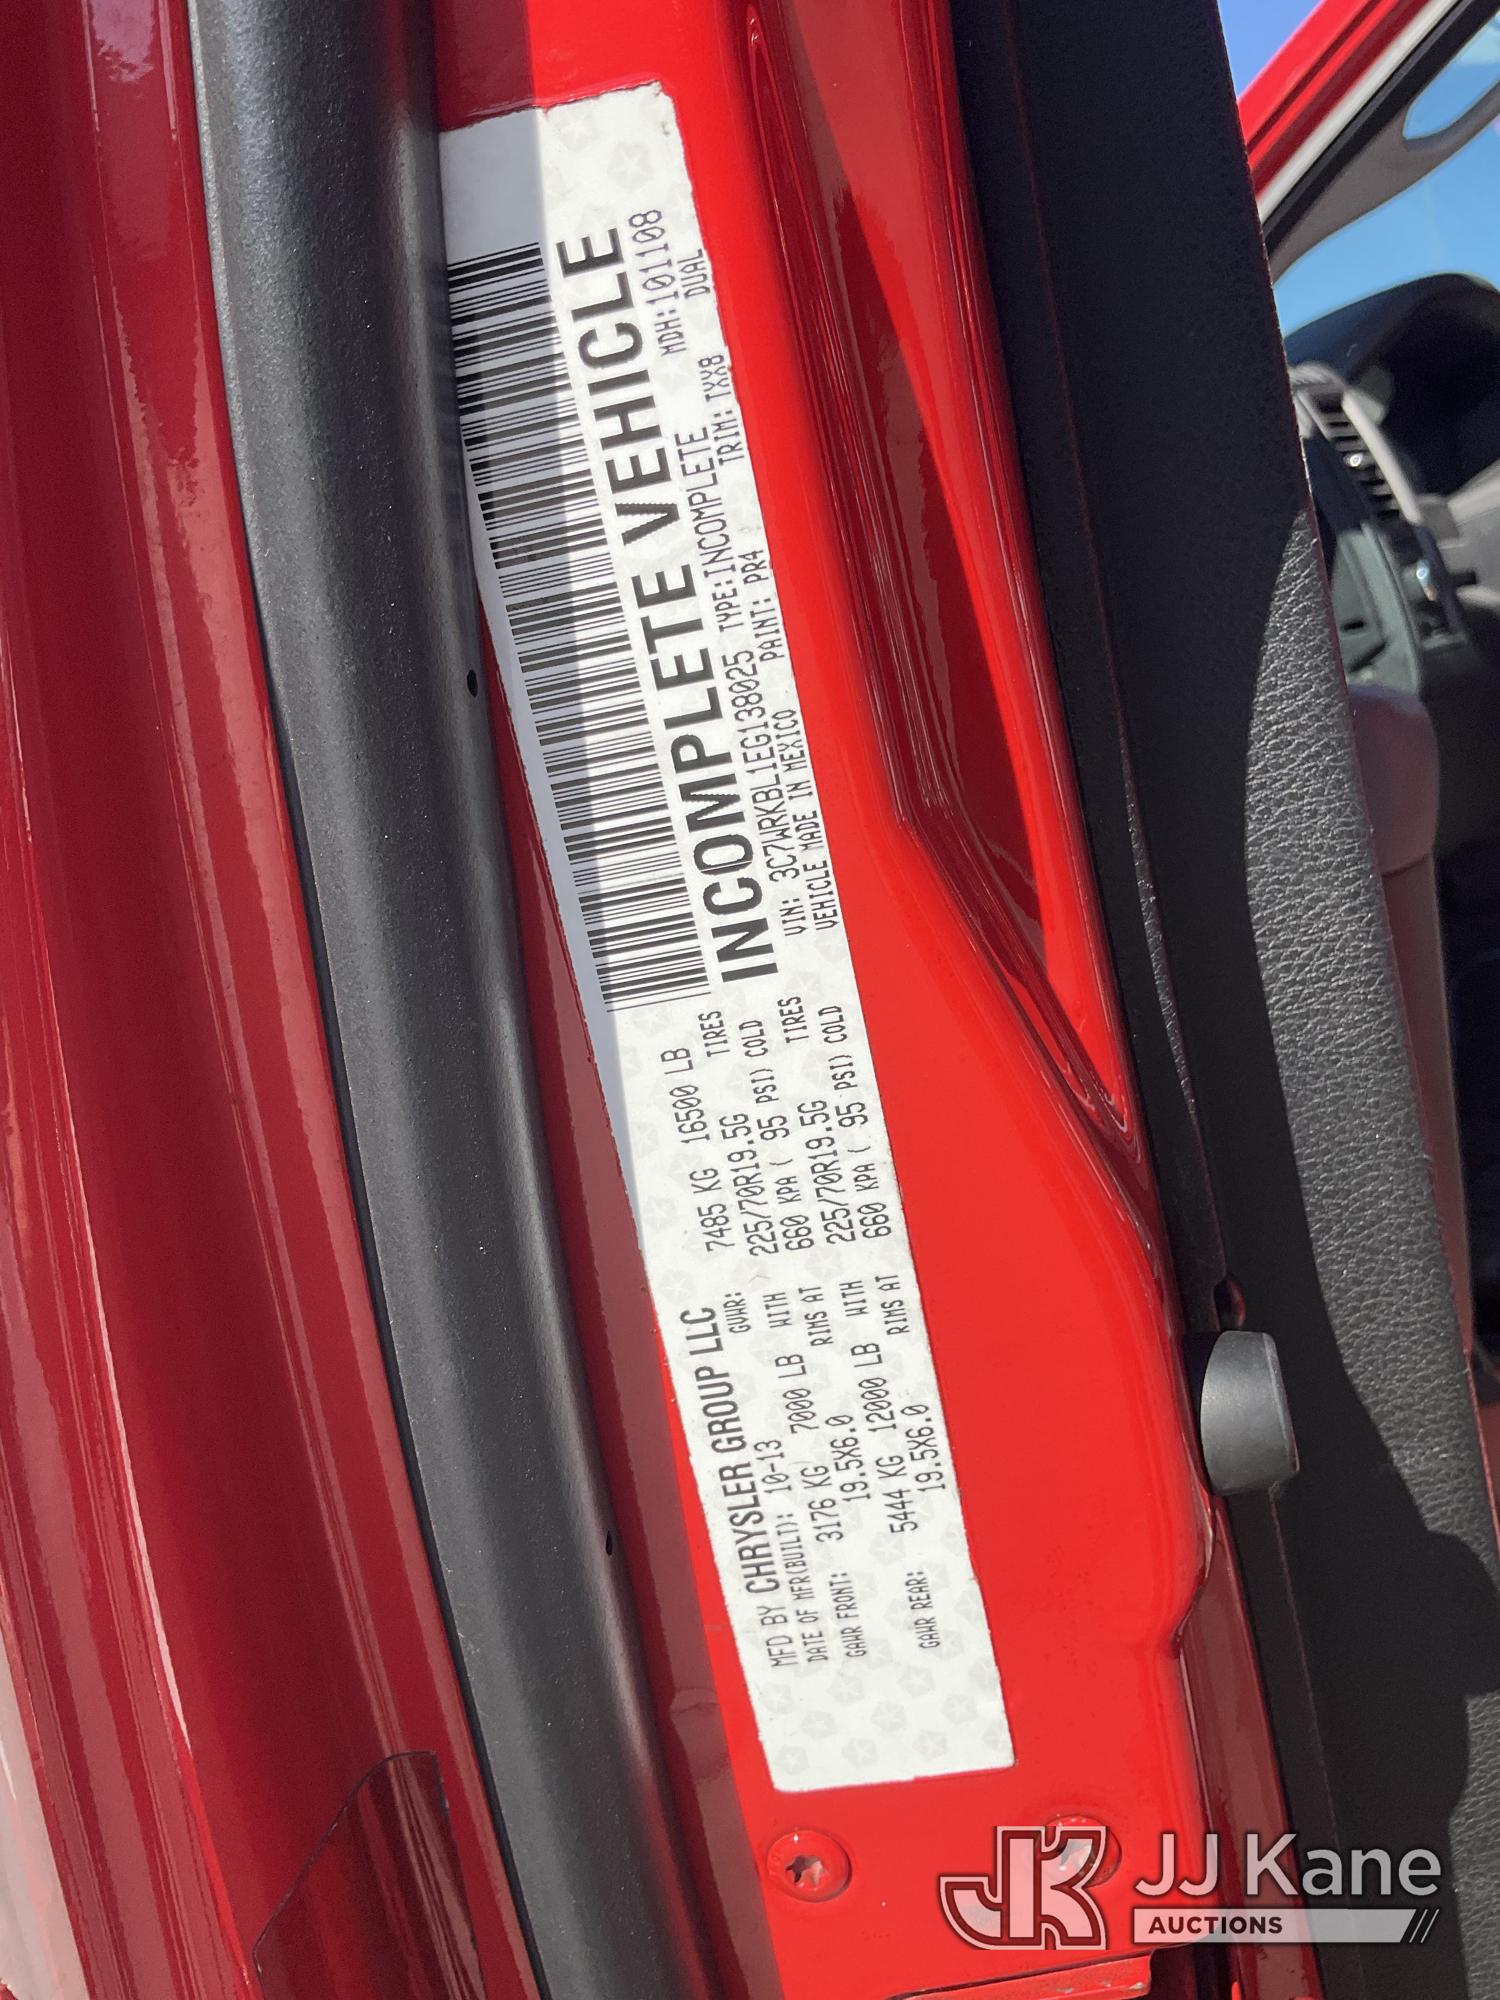 MFD BY CHRYSLER GROUP LLC
DATE OF MFR(BUILT): 10-13 GVWR: 7485 KG 16500 LB
GAWR FRONT: 3176 KG 7000 LB WITH 225/70R19.5G TIRES
19.5X6.0 RIMS AT 660 KPA ( 95 PSI) COLD
GAWR REAR: 5444 KG 12000 LB WITH 225/70R19.5G TIRES
19.5X6.0 RIMS AT 660 KPA ( 95 PSI) COLD
INCOMPLETE VEHICLE
MDH:101108
VIN: 3C7WRKBL1EG138025 TYPE:INCOMPLETE DUAL
VEHICLE MADE IN MEXICO PAINT: PR4 TRIM: TXX8
JK
JJ Kane
AUCTIONS